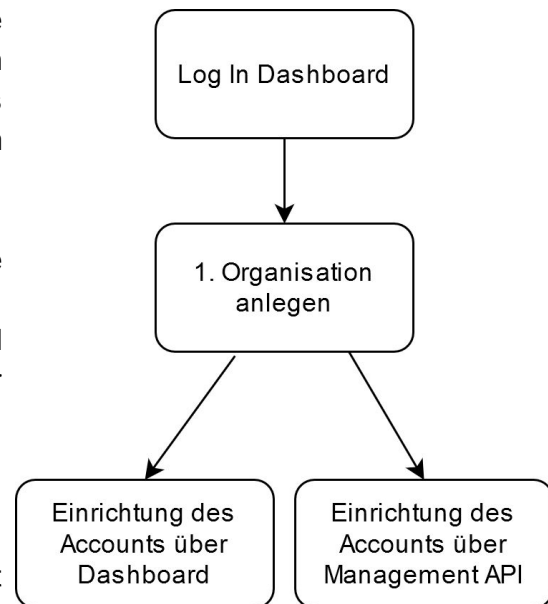 Log In Dashboard
1. Organisation
anlegen
Einrichtung des
Accounts über
Dashboard
Einrichtung des
Accounts über
Management API